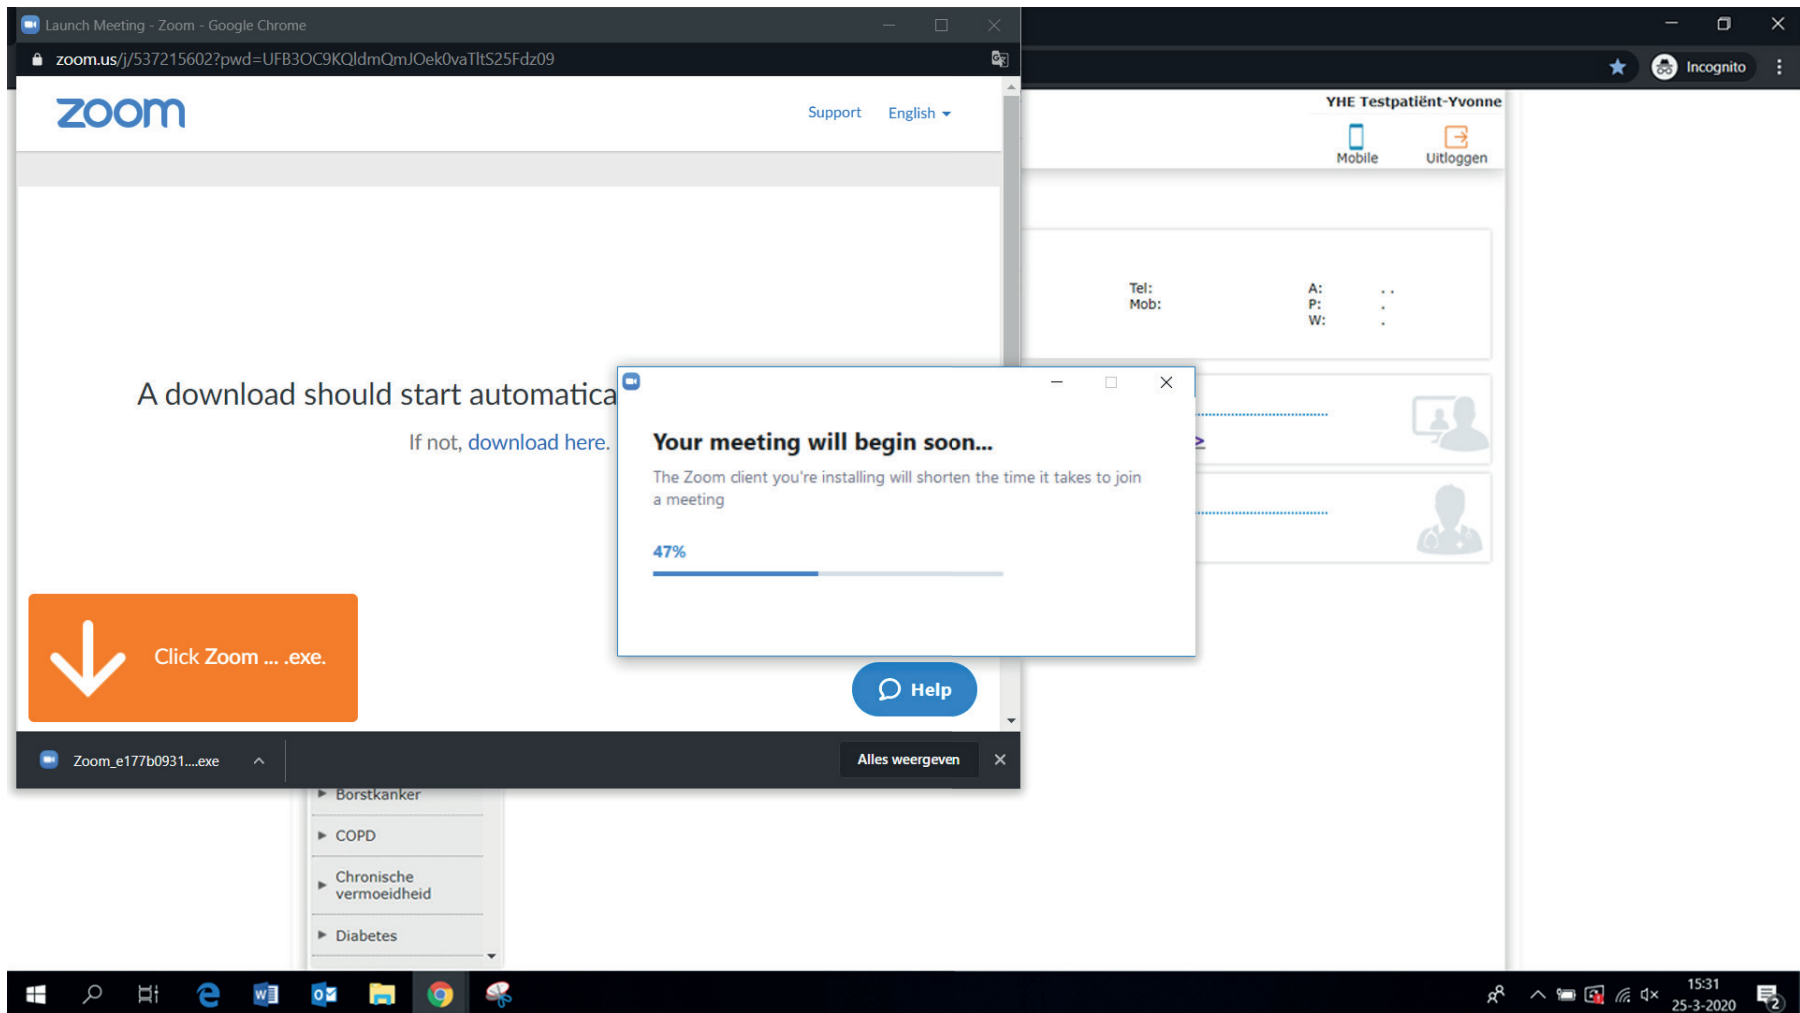 Launch Meeting - Zoom - Google Chrome
zoom.us/j/537215602?pwd=UFB3OC9KQldmQmJOek0vaTltS25Fdz09
Incognito
zoom
Support
English
YHE Testpatiënt-Yvonne
Mobile
Uitloggen
Tel:
Mob:
A: . .
P: .
W: .
A download should start automatica
If not, download here.
Your meeting will begin soon...
The Zoom client you're installing will shorten the time it takes to join
a meeting
47%
>
Click Zoom ... .exe.
Help
Zoom_e177b0931....exe
Alles weergeven
Borstkanker
COPD
Chronische
vermoeidheid
Diabetes
15:31
25-3-2020
2